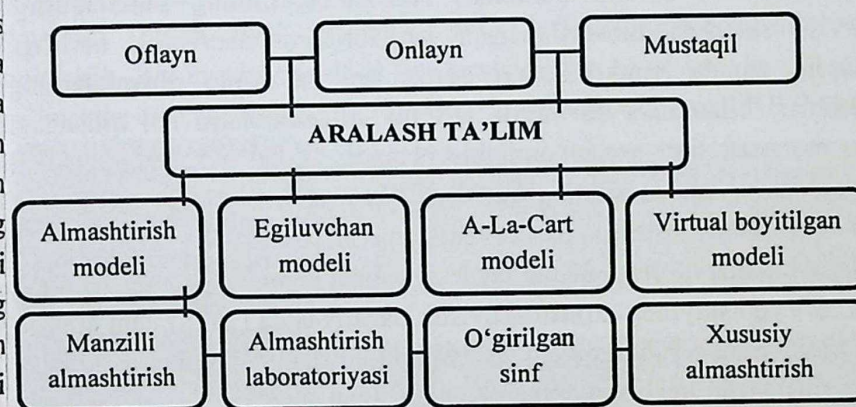 Oflayn
Onlayn
Mustaqil
ARALASH TA’LIM
Almashtirish
modeli
Egiluvchan
modeli
A-La-Cart
modeli
Virtual boyitilgan
modeli
Manzilli
almashtirish
Almashtirish
laboratoriyasi
O‘girilgan
sinf
Xususiy
almashtirish